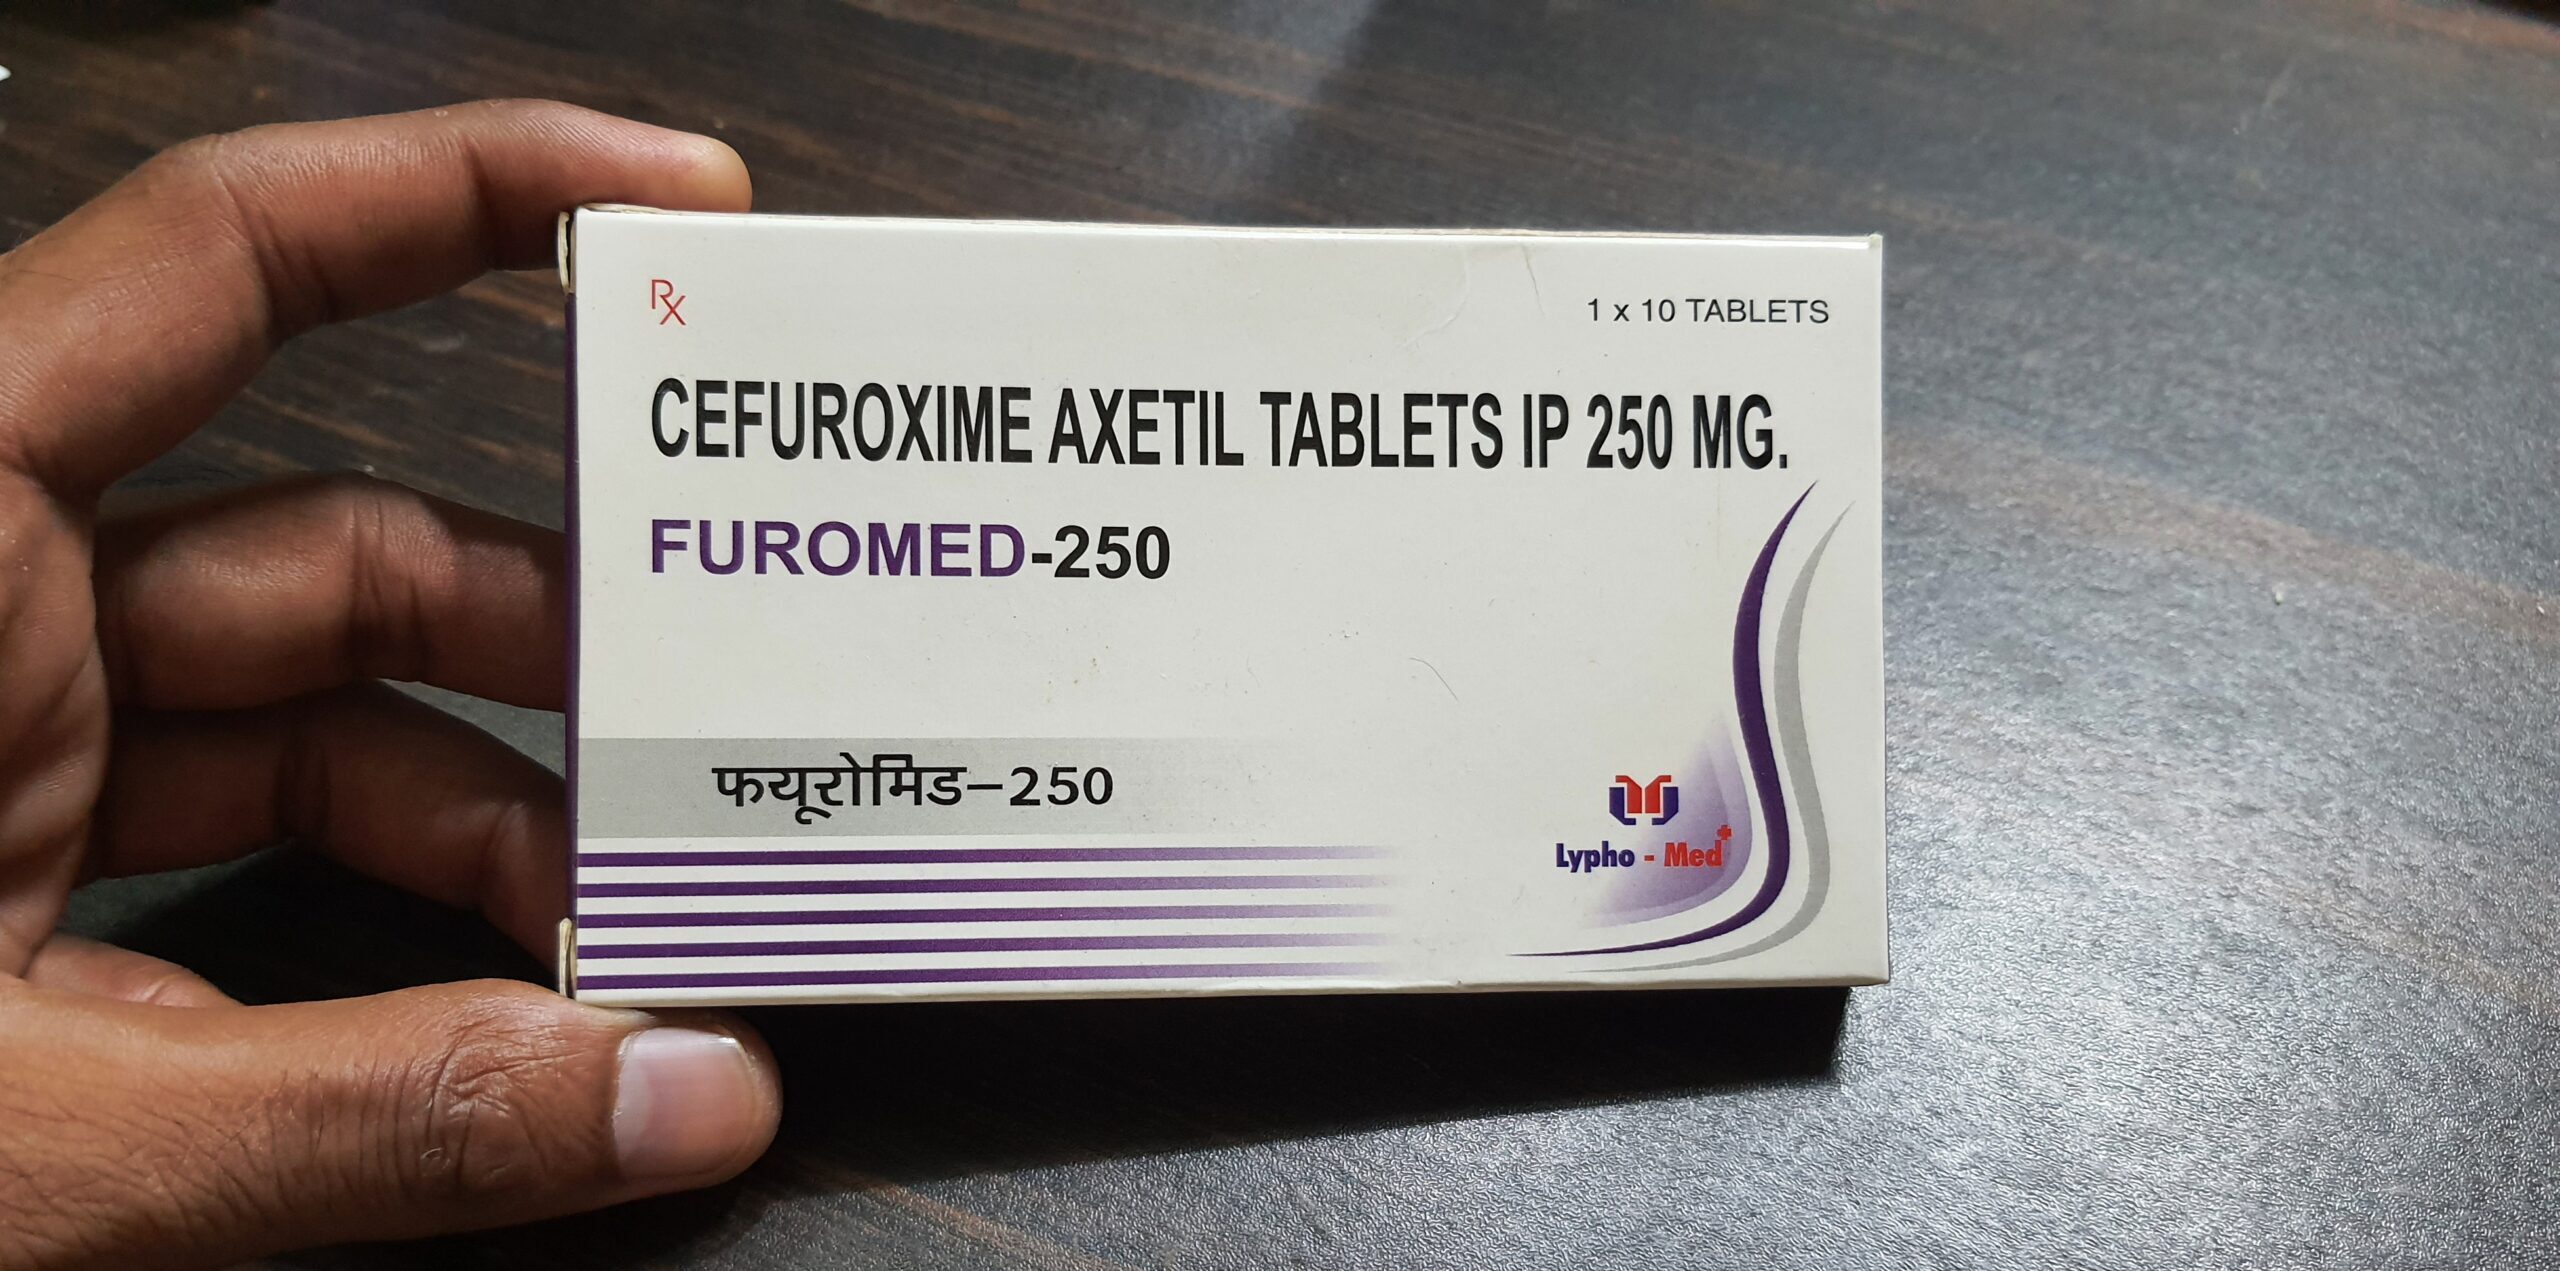 Rx
1 x 10 TABLETS
CEFUROXIME AXETIL TABLETS IP 250 MG.
FUROMED-250
फयूरोमिड–250
Lypho - Med